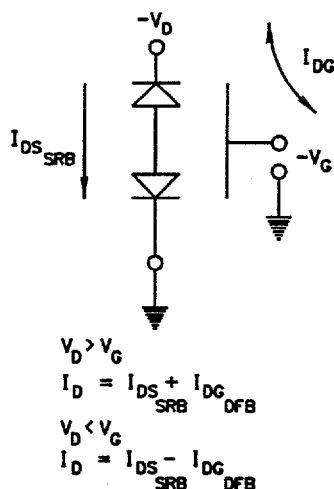 -V_D
I_DG
I_DS_SRB
-V_G
V_D > V_G
I_D = I_DS_SRB + I_DG_DFB
V_D < V_G
I_D = I_DS_SRB - I_DG_DFB